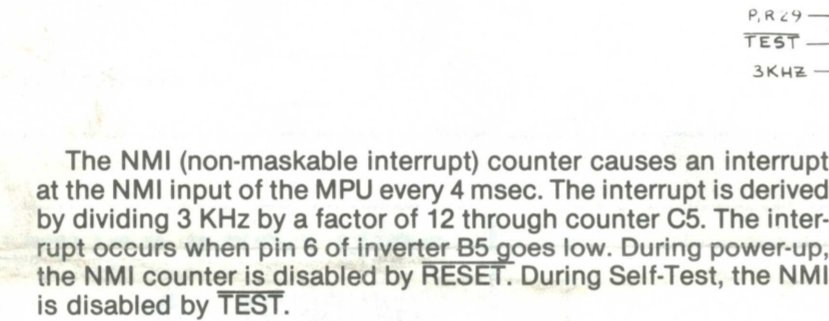 P,R29
TEST
3KHZ
The NMI (non-maskable interrupt) counter causes an interrupt
at the NMI input of the MPU every 4 msec. The interrupt is derived
by dividing 3 KHz by a factor of 12 through counter C5. The inter-
rupt occurs when pin 6 of inverter B5 goes low. During power-up,
the NMI counter is disabled by RESET. During Self-Test, the NMI
is disabled by TEST.